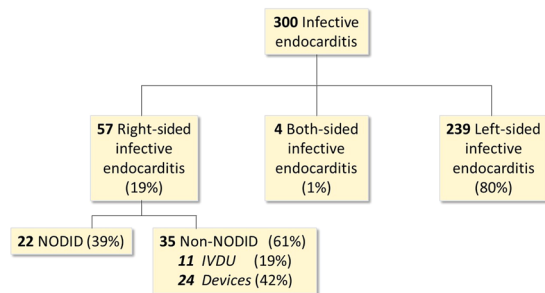 300 Infective
endocarditis
57 Right-sided
infective
endocarditis
(19%)
4 Both-sided
infective
endocarditis
(1%)
239 Left-sided
infective
endocarditis
(80%)
22 NODID (39%)
35 Non-NODID (61%)
11 IVDU (19%)
24 Devices (42%)